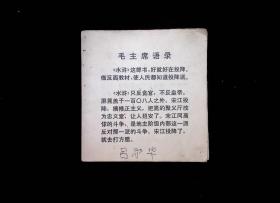 毛主席语录
《水浒》这部书，好就好在投降。
做反面教材，使人民都知道投降派。
《水浒》只反贪官，不反皇帝。
屏晁盖于一百〇八人之外。宋江投
降，搞修正主义，把晁的聚义厅改
为忠义堂，让人招安了。宋江同高
俅的斗争，是地主阶级内部这一派
反对那一派的斗争。宋江投降了，
就去打方腊。